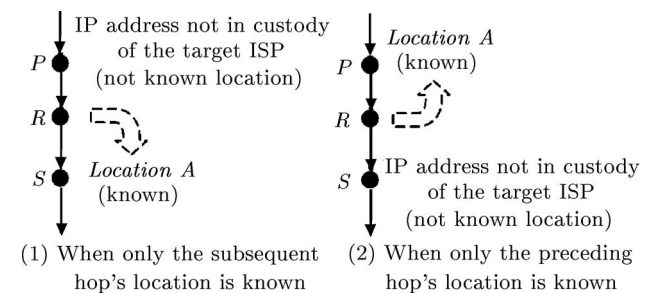 IP address not in custody
of the target ISP
(not known location)
P
R
S
Location A
(known)
(1) When only the subsequent
hop's location is known
Location A
(known)
P
R
S
IP address not in custody
of the target ISP
(not known location)
(2) When only the preceding
hop's location is known